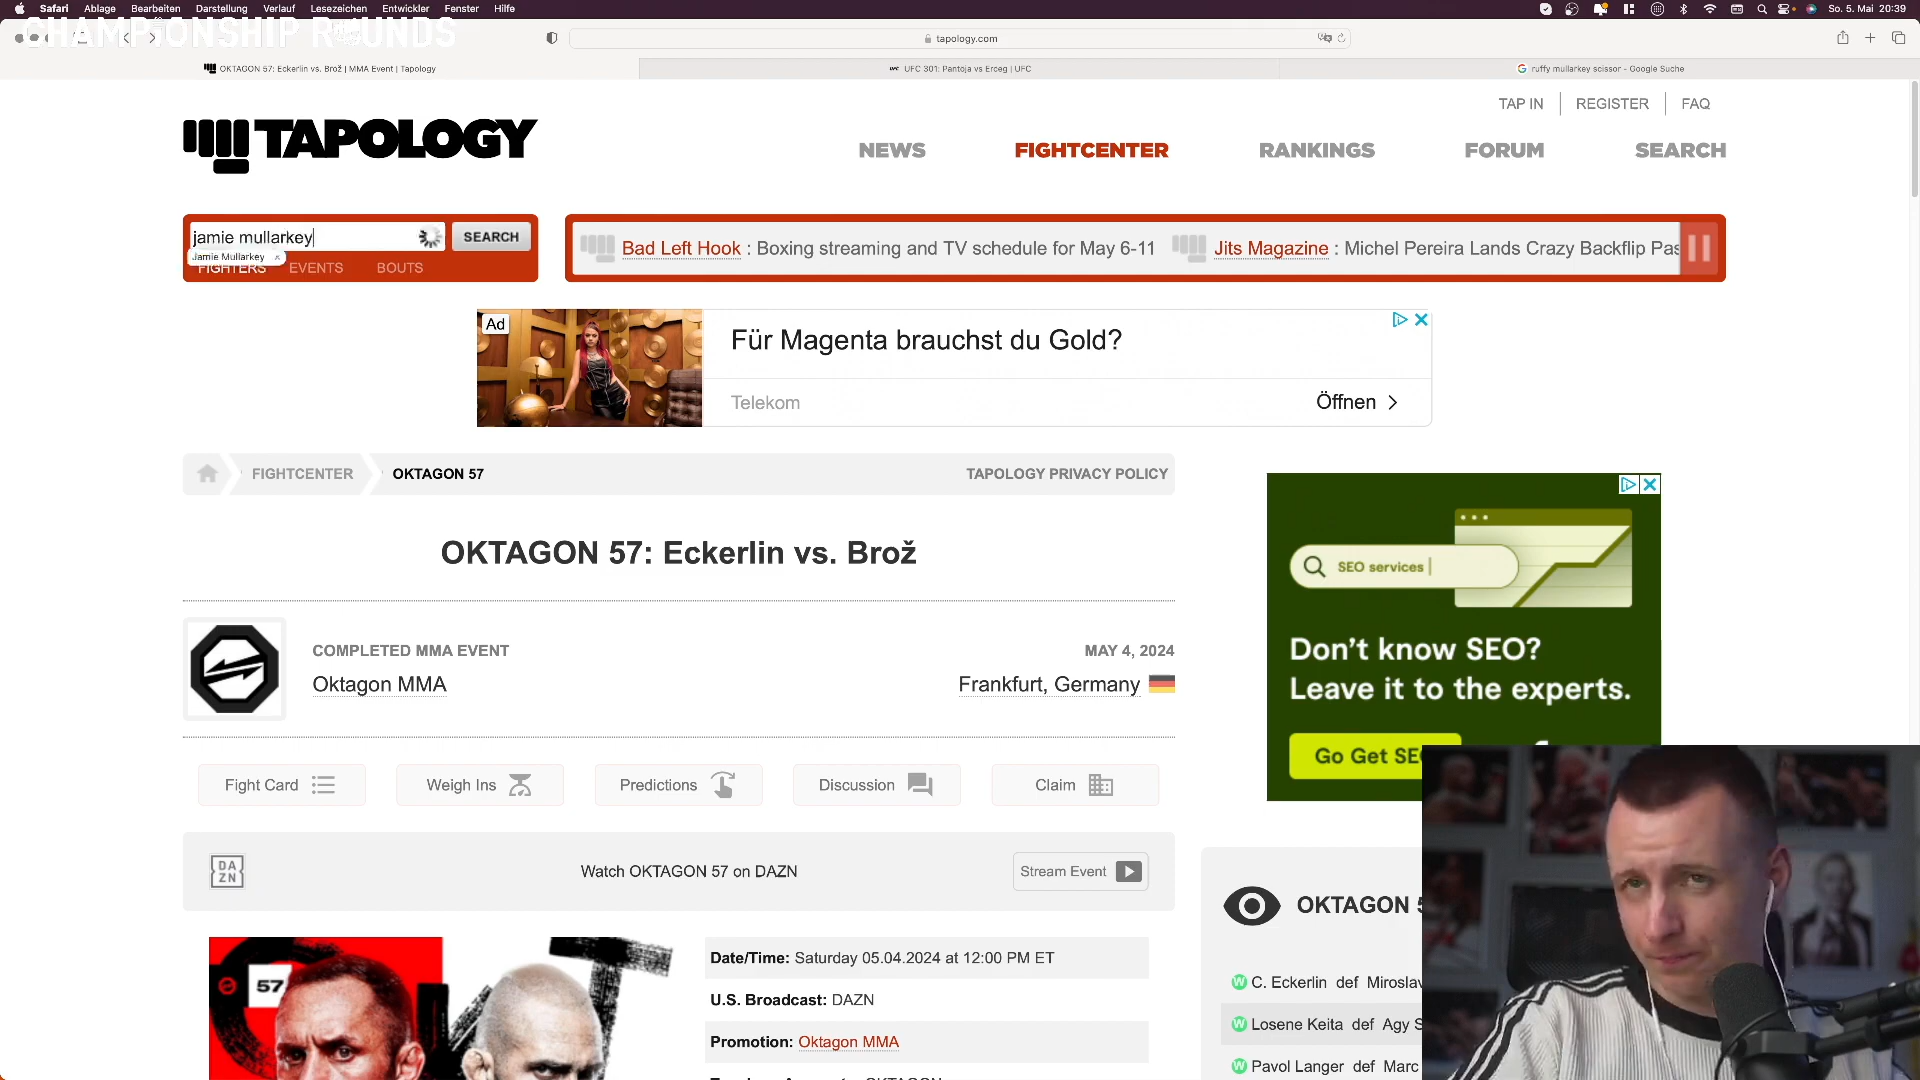 Safari Ablage Bearbeiten Darstellung Verlauf Lesezeichen Entwickler Fenster Hilfe
So. 5. Mai 20:39
CHAMPIONSHIP ROUNDS
tapology.com
OKTAGON 57: Eckerlin vs. Brož | MMA Event | Tapology
UFC 301: Pantoja vs Erceg | UFC
ruffy mullarkey scissor - Google Suche
TAP IN REGISTER FAQ
TAPOLOGY
NEWS FIGHTCENTER RANKINGS FORUM SEARCH
jamie mullarkey SEARCH
Jamie Mullarkey ×
FIGHTERS EVENTS BOUTS
Bad Left Hook : Boxing streaming and TV schedule for May 6-11 Jits Magazine : Michel Pereira Lands Crazy Backflip Pas
Ad
Für Magenta brauchst du Gold?
Telekom
Öffnen
FIGHTCENTER OKTAGON 57 TAPOLOGY PRIVACY POLICY
OKTAGON 57: Eckerlin vs. Brož
COMPLETED MMA EVENT MAY 4, 2024
Oktagon MMA Frankfurt, Germany
Fight Card Weigh Ins Predictions Discussion Claim
DAZN
Watch OKTAGON 57 on DAZN
Stream Event
57
Date/Time: Saturday 05.04.2024 at 12:00 PM ET
U.S. Broadcast: DAZN
Promotion: Oktagon MMA
SEO services
Don't know SEO?
Leave it to the experts.
Go Get SE
OKTAGON 5
W C. Eckerlin def Miroslav
W Losene Keita def Agy S
W Pavol Langer def Marc